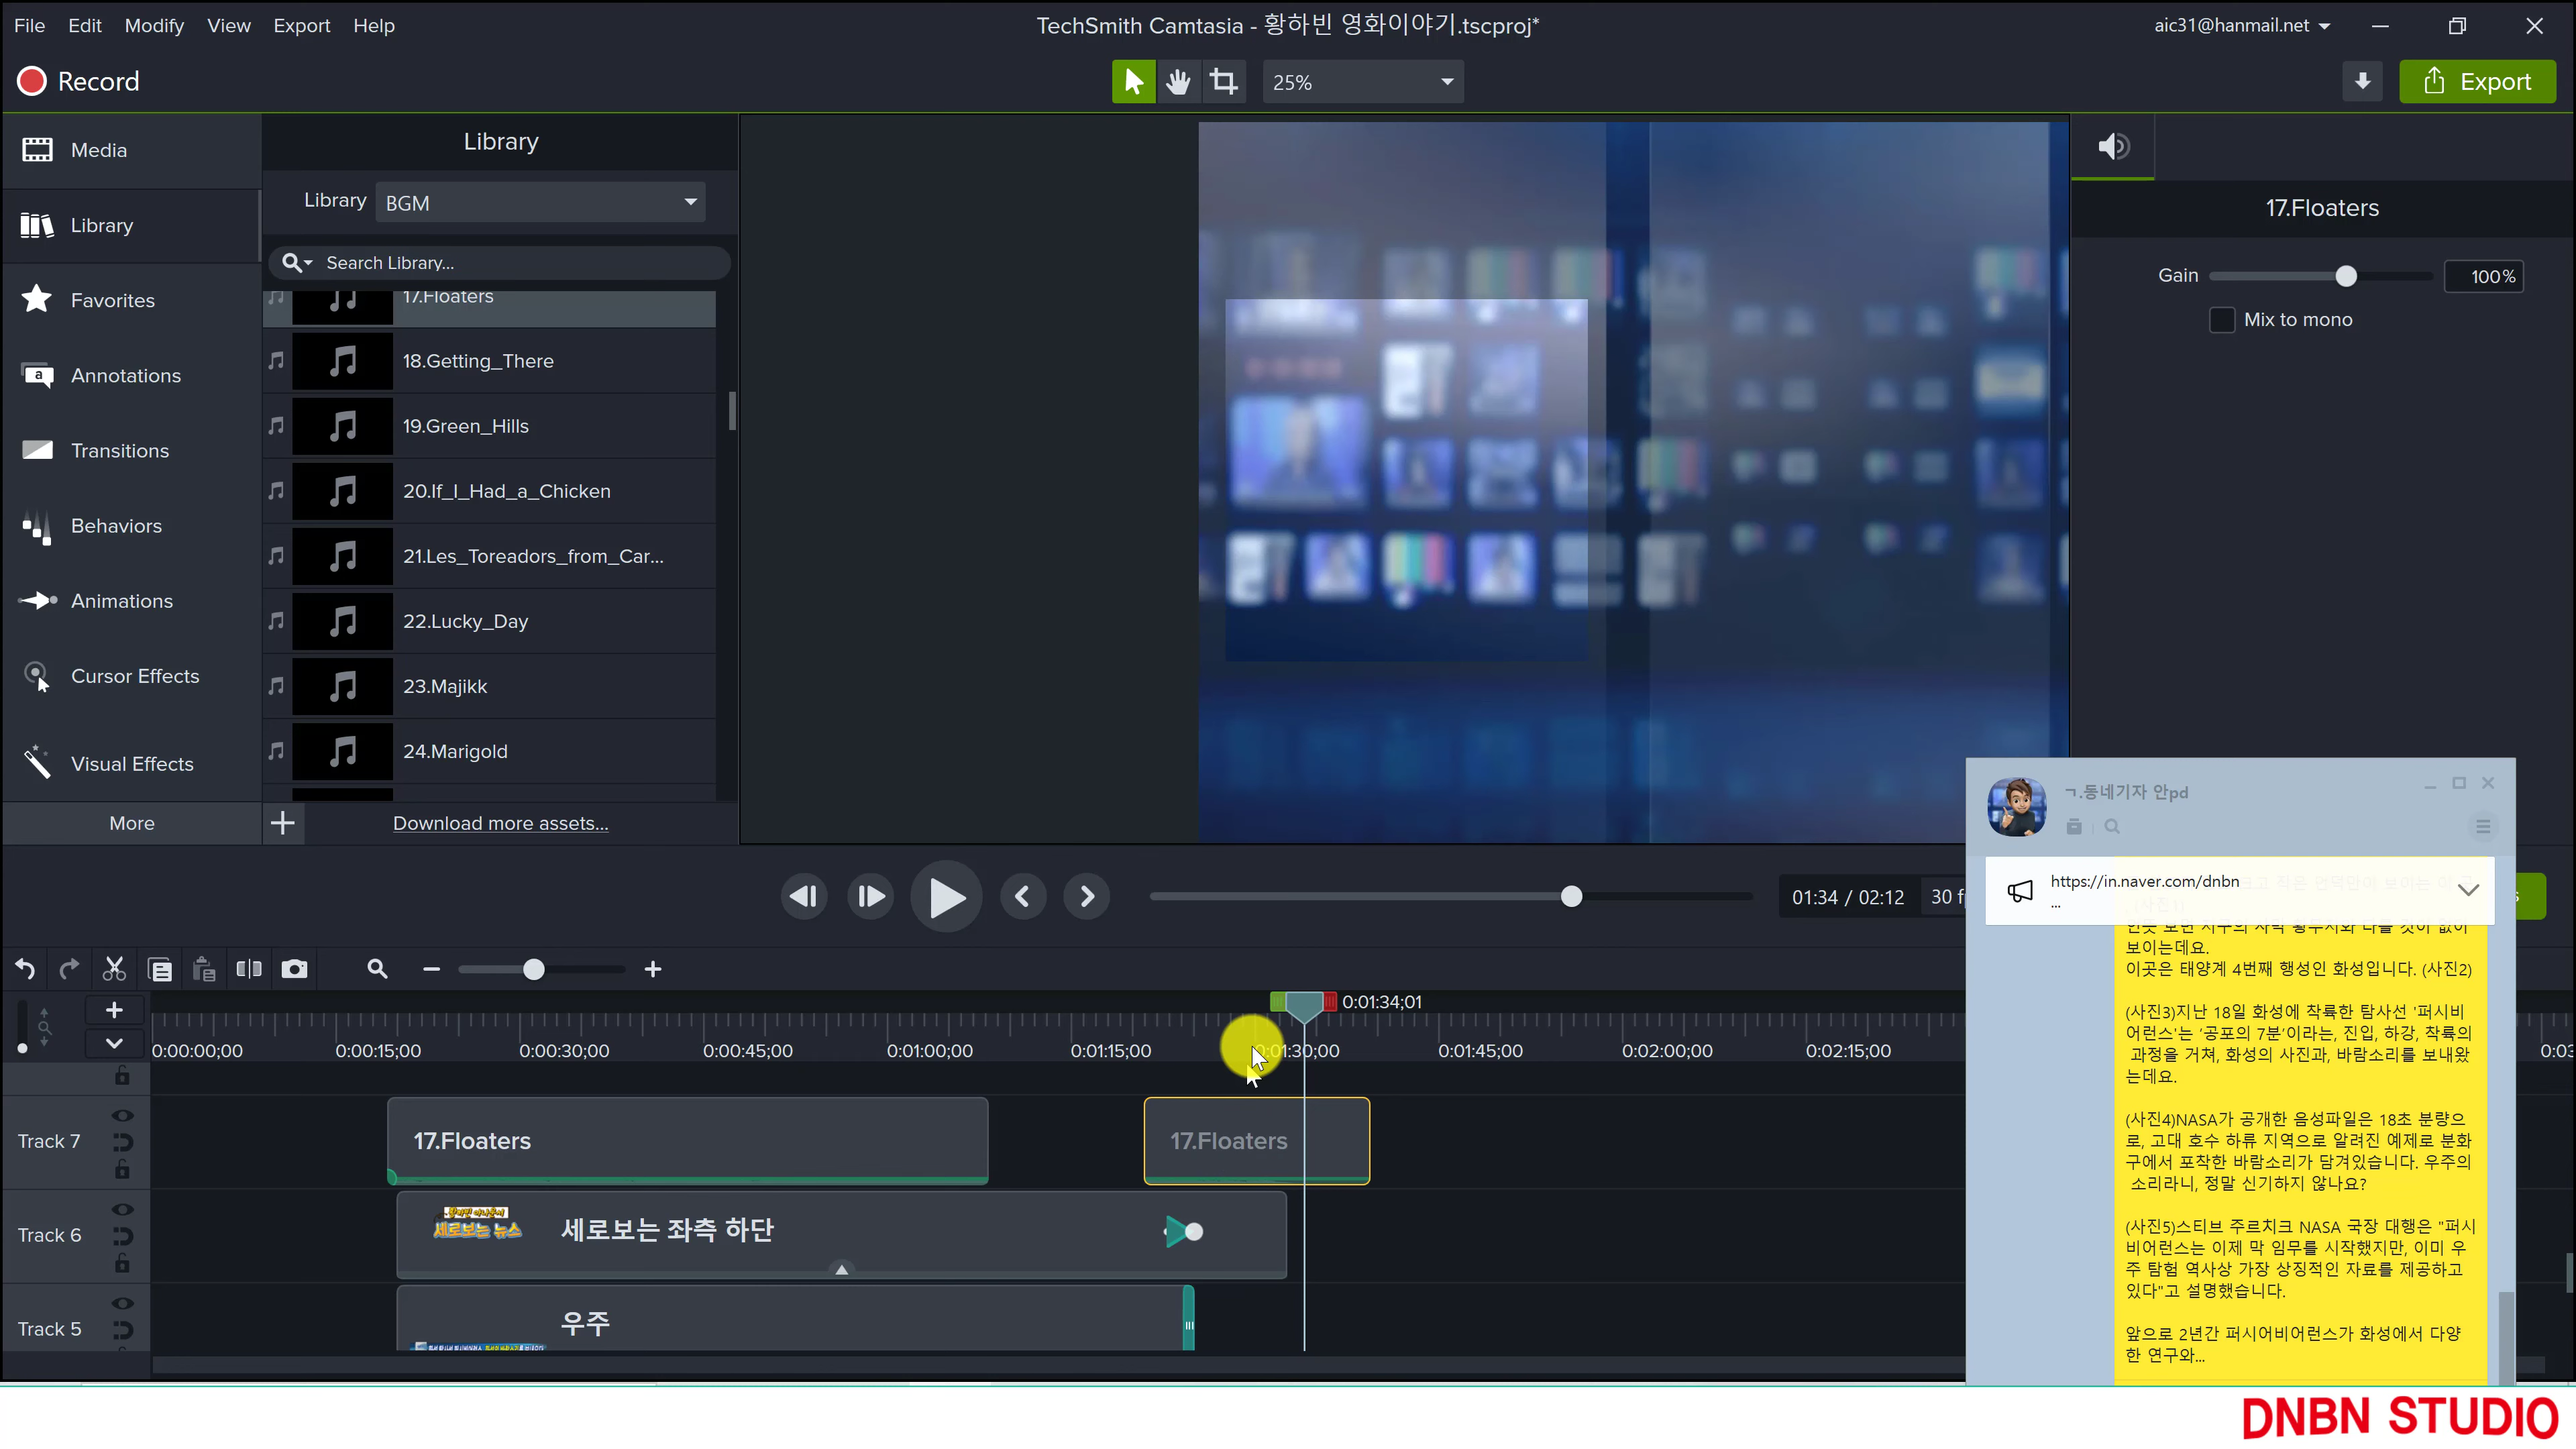 File Edit Modify View Export Help
TechSmith Camtasia - 황하빈 영화이야기.tscproj*
aic31@hanmail.net
Record
25%
Export
Media
Library
Favorites
Annotations
Transitions
Behaviors
Animations
Cursor Effects
Visual Effects
More
Library
Library BGM
Search Library...
17.Floaters
18.Getting_There
19.Green_Hills
20.If_I_Had_a_Chicken
21.Les_Toreadors_from_Car...
22.Lucky_Day
23.Majikk
24.Marigold
Download more assets...
17.Floaters
Gain 100%
Mix to mono
01:34 / 02:12 30 f
ㄱ.동네기자 안pd
https://in.naver.com/dnbn
...
보이는데요.
이곳은 태양계 4번째 행성인 화성입니다. (사진2)
(사진3)지난 18일 화성에 착륙한 탐사선 '퍼시비
어런스'는 '공포의 7분'이라는, 진입, 하강, 착륙의
과정을 거쳐, 화성의 사진과, 바람소리를 보내왔
는데요.
(사진4)NASA가 공개한 음성파일은 18초 분량으
로, 고대 호수 하류 지역으로 알려진 예제로 분화
구에서 포착한 바람소리가 담겨있습니다. 우주의
소리라니, 정말 신기하지 않나요?
(사진5)스티브 주르치크 NASA 국장 대행은 "퍼시
비어런스는 이제 막 임무를 시작했지만, 이미 우
주 탐험 역사상 가장 상징적인 자료를 제공하고
있다"고 설명했습니다.
앞으로 2년간 퍼시어비어런스가 화성에서 다양
한 연구와...
0:01:34;01
0:00:00;00 0:00:15;00 0:00:30;00 0:00:45;00 0:01:00;00 0:01:15;00 0:01:30;00 0:01:45;00 0:02:00;00 0:02:15;00 0:03
Track 7
17.Floaters
17.Floaters
Track 6
세로보는 뉴스
세로보는 좌측 하단
Track 5
우주
DNBN STUDIO